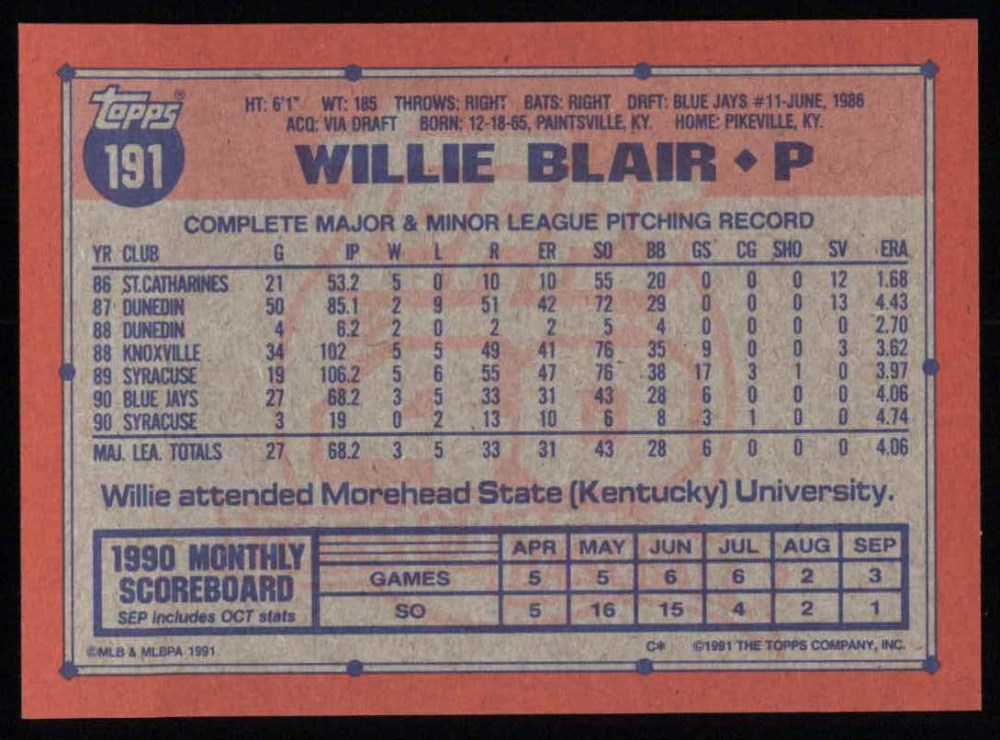 topps®
191
HT: 6'1" WT: 185 THROWS: RIGHT BATS: RIGHT DRFT: BLUE JAYS #11-JUNE, 1986
ACQ: VIA DRAFT BORN: 12-18-65, PAINTSVILLE, KY. HOME: PIKEVILLE, KY.
WILLIE BLAIR ◆ P
COMPLETE MAJOR & MINOR LEAGUE PITCHING RECORD
YR CLUB G IP W L R ER SO BB GS CG SHO SV ERA
86 ST.CATHARINES 21 53.2 5 0 10 10 55 20 0 0 0 12 1.68
87 DUNEDIN 50 85.1 2 9 51 42 72 29 0 0 0 13 4.43
88 DUNEDIN 4 6.2 2 0 2 2 5 4 0 0 0 0 2.70
88 KNOXVILLE 34 102 5 5 49 41 76 35 9 0 0 3 3.62
89 SYRACUSE 19 106.2 5 6 55 47 76 38 17 3 1 0 3.97
90 BLUE JAYS 27 68.2 3 5 33 31 43 28 6 0 0 0 4.06
90 SYRACUSE 3 19 0 2 13 10 6 8 3 1 0 0 4.74
MAJ. LEA. TOTALS 27 68.2 3 5 33 31 43 28 6 0 0 0 4.06
Willie attended Morehead State (Kentucky) University.
1990 MONTHLY
SCOREBOARD
SEP includes OCT stats
APR MAY JUN JUL AUG SEP
GAMES 5 5 6 6 2 3
SO 5 16 15 4 2 1
©MLB & MLBPA 1991
C* ©1991 THE TOPPS COMPANY, INC.